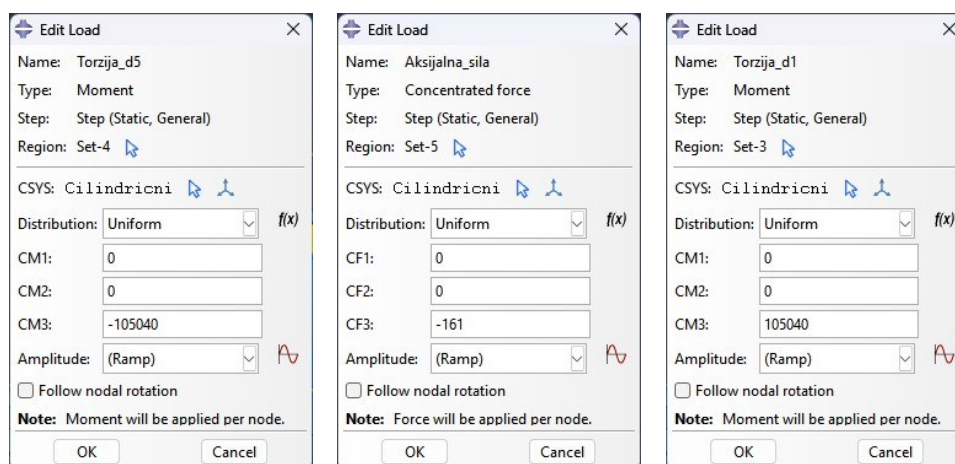 Edit Load
Name: Torzija_d5
Type: Moment
Step: Step (Static, General)
Region: Set-4
CSYS: Cilindricni
Distribution: Uniform f(x)
CM1: 0
CM2: 0
CM3: -105040
Amplitude: (Ramp)
Follow nodal rotation
Note: Moment will be applied per node.
OK Cancel
Edit Load
Name: Aksijalna_sila
Type: Concentrated force
Step: Step (Static, General)
Region: Set-5
CSYS: Cilindricni
Distribution: Uniform f(x)
CF1: 0
CF2: 0
CF3: -161
Amplitude: (Ramp)
Follow nodal rotation
Note: Force will be applied per node.
OK Cancel
Edit Load
Name: Torzija_d1
Type: Moment
Step: Step (Static, General)
Region: Set-3
CSYS: Cilindricni
Distribution: Uniform f(x)
CM1: 0
CM2: 0
CM3: 105040
Amplitude: (Ramp)
Follow nodal rotation
Note: Moment will be applied per node.
OK Cancel